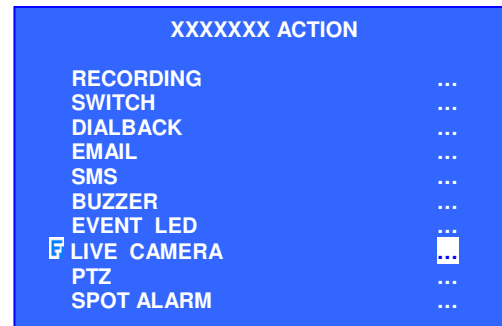 XXXXXXX ACTION
RECORDING ...
SWITCH ...
DIALBACK ...
EMAIL ...
SMS ...
BUZZER ...
EVENT LED ...
F LIVE CAMERA ...
PTZ ...
SPOT ALARM ...